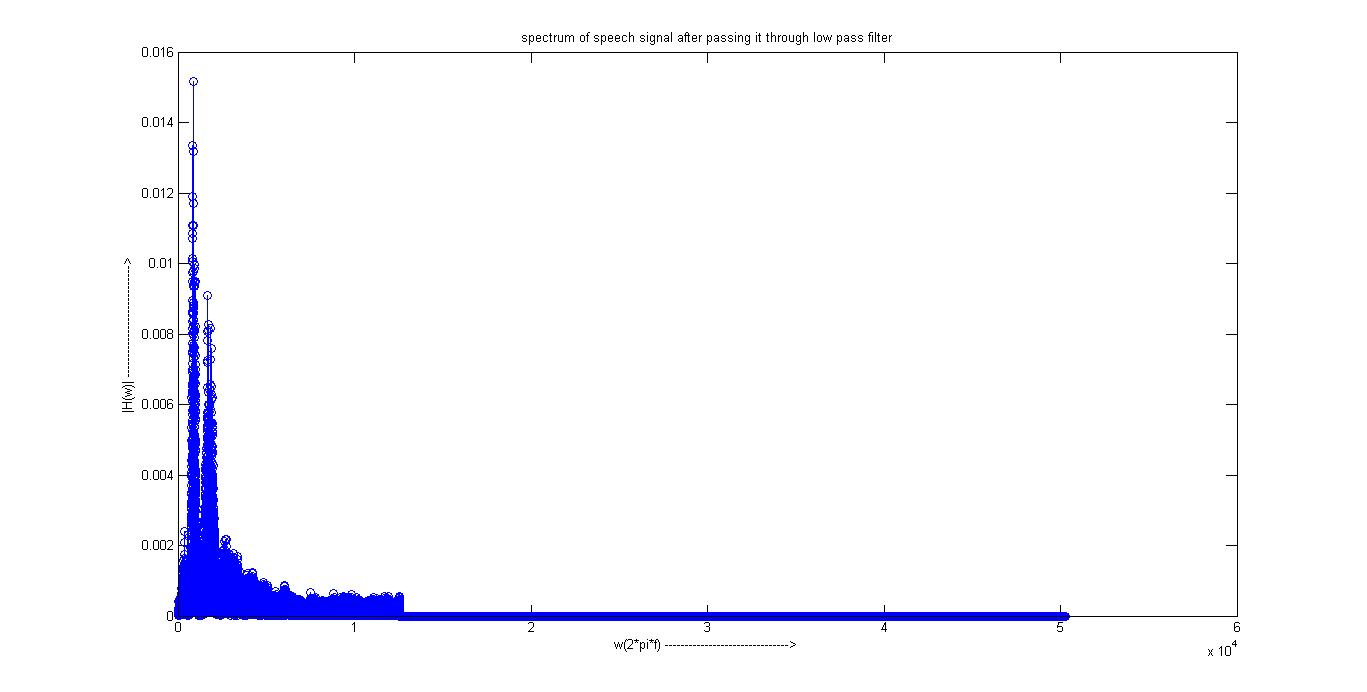 spectrum of speech signal after passing it through low pass filter
0.016
0.014
0.012
0.01
0.008
0.006
0.004
0.002
0
|H(w)| ----------------------------->
0 1 2 3 4 5 6
w(2*pi*f) ------------------------------->
x 10^4